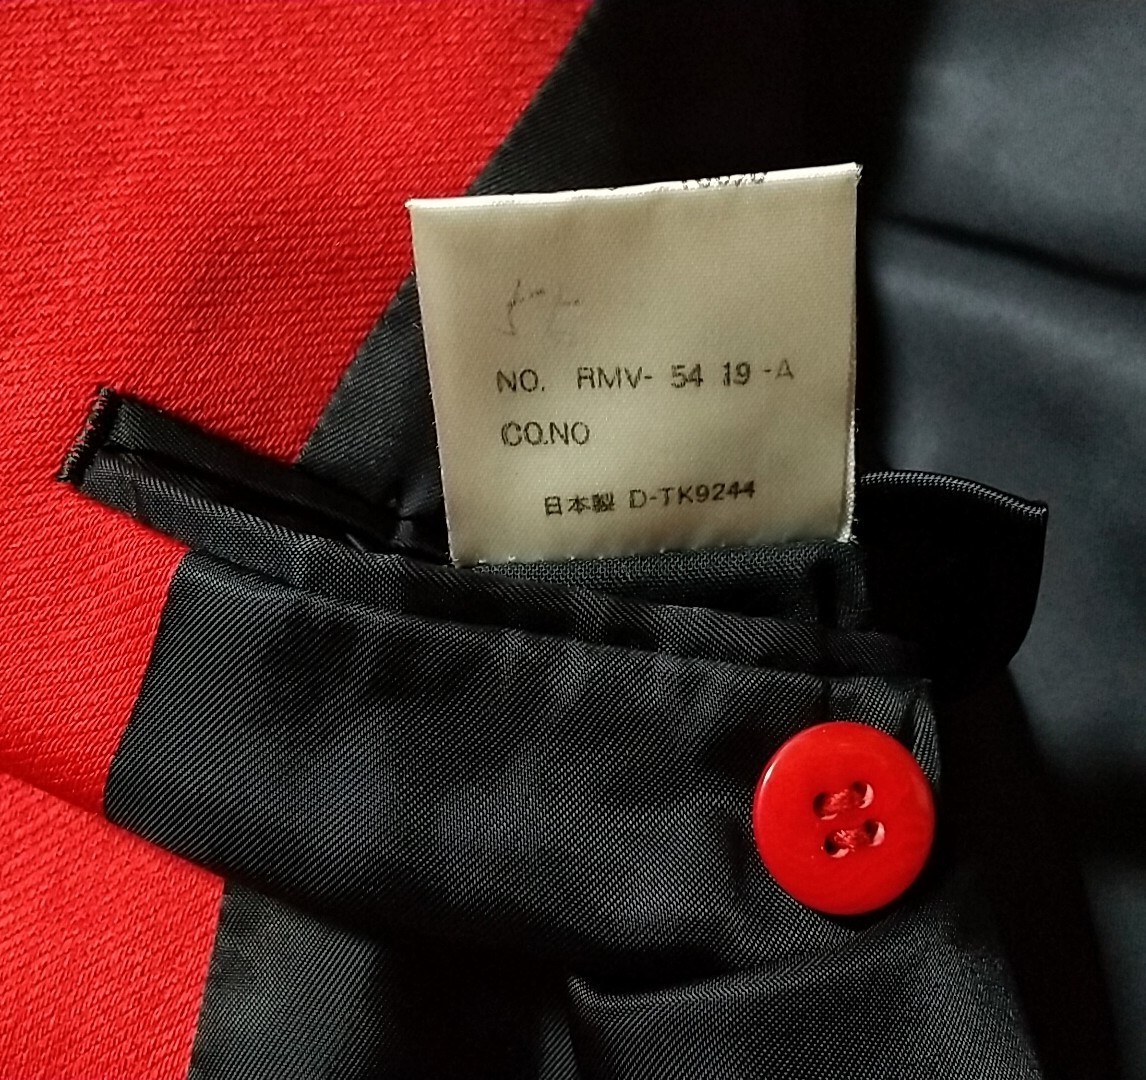 NO. RMV- 54 19 -A
CO.NO
日本製 D-TK9244